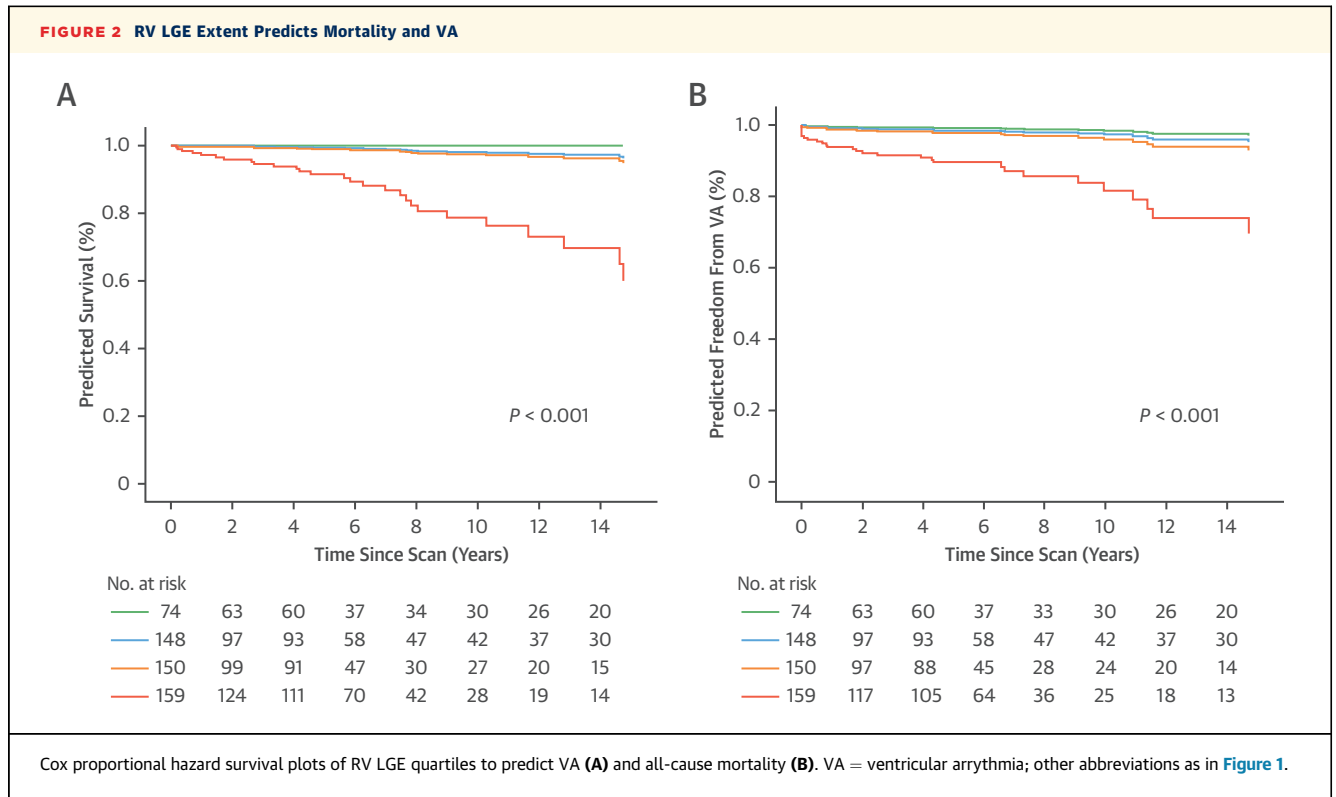 FIGURE 2 RV LGE Extent Predicts Mortality and VA
A
Predicted Survival (%)
1.0
0.8
0.6
0.4
0.2
0
P < 0.001
0 2 4 6 8 10 12 14
Time Since Scan (Years)
No. at risk
74 63 60 37 34 30 26 20
148 97 93 58 47 42 37 30
150 99 91 47 30 27 20 15
159 124 111 70 42 28 19 14
B
Predicted Freedom From VA (%)
1.0
0.8
0.6
0.4
0.2
0
P < 0.001
0 2 4 6 8 10 12 14
Time Since Scan (Years)
No. at risk
74 63 60 37 33 30 26 20
148 97 93 58 47 42 37 30
150 97 88 45 28 24 20 14
159 117 105 64 36 25 18 13
Cox proportional hazard survival plots of RV LGE quartiles to predict VA (A) and all-cause mortality (B). VA = ventricular arrythmia; other abbreviations as in Figure 1.